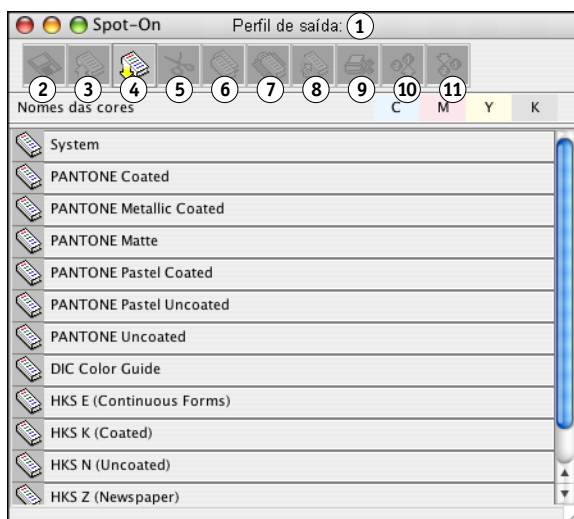 Spot-On Perfil de saída: 1
2 3 4 5 6 7 8 9 10 11
Nomes das cores C M Y K
System
PANTONE Coated
PANTONE Metallic Coated
PANTONE Matte
PANTONE Pastel Coated
PANTONE Pastel Uncoated
PANTONE Uncoated
DIC Color Guide
HKS E (Continuous Forms)
HKS K (Coated)
HKS N (Uncoated)
HKS Z (Newspaper)